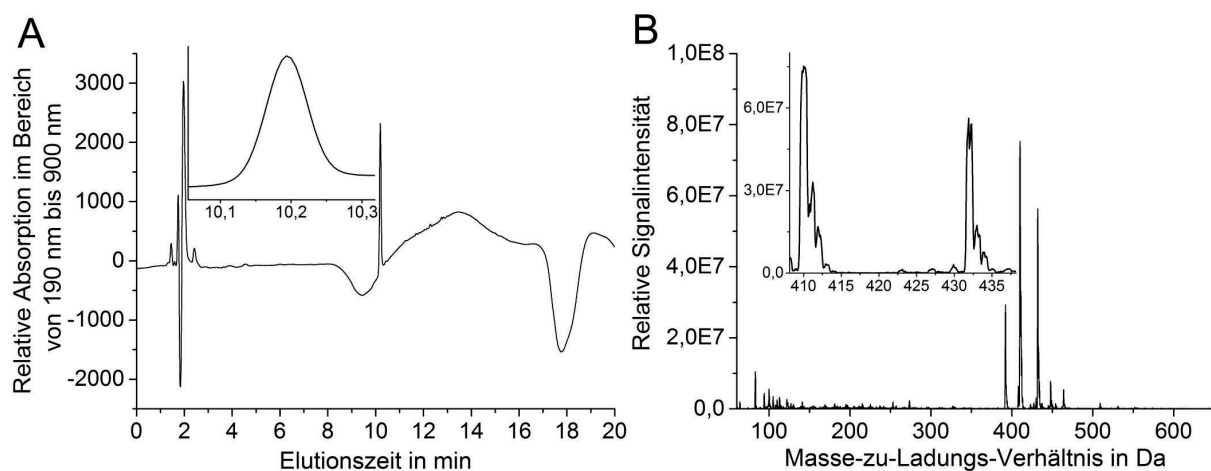 A
Relative Absorption im Bereich
von 190 nm bis 900 nm
3000
2000
1000
0
-1000
-2000
10,1 10,2 10,3
0 2 4 6 8 10 12 14 16 18 20
Elutionszeit in min
B
Relative Signalintensität
1,0E8
8,0E7
6,0E7
4,0E7
2,0E7
0,0
6,0E7
3,0E7
0,0
410 415 420 425 430 435
100 200 300 400 500 600
Masse-zu-Ladungs-Verhältnis in Da